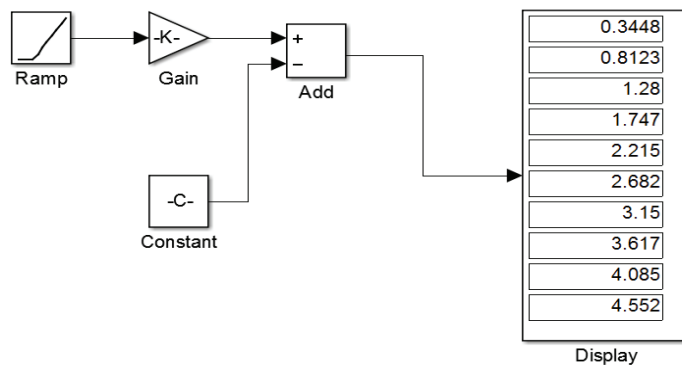 -K-
Ramp
Gain
+
−
Add
-C-
Constant
0.3448
0.8123
1.28
1.747
2.215
2.682
3.15
3.617
4.085
4.552
Display